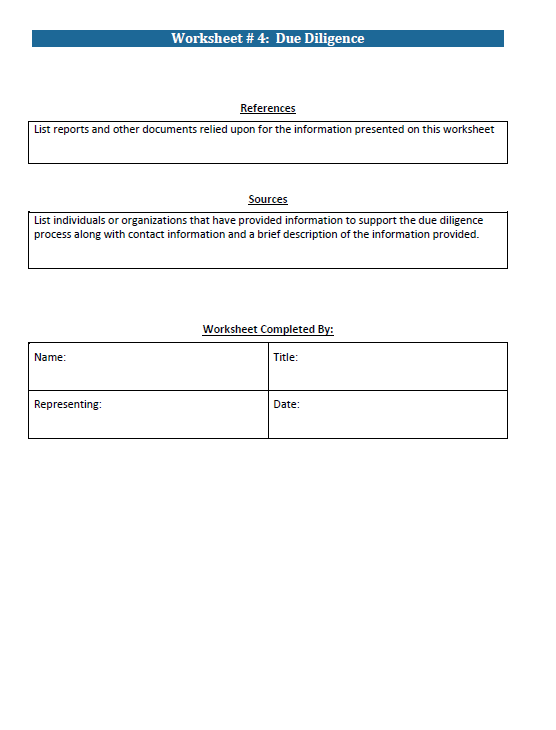 Worksheet # 4:  Due Diligence
References
List reports and other documents relied upon for the information presented on this worksheet
Sources
List individuals or organizations that have provided information to support the due diligence
process along with contact information and a brief description of the information provided.
Worksheet Completed By:
Name:
Title:
Representing:
Date: